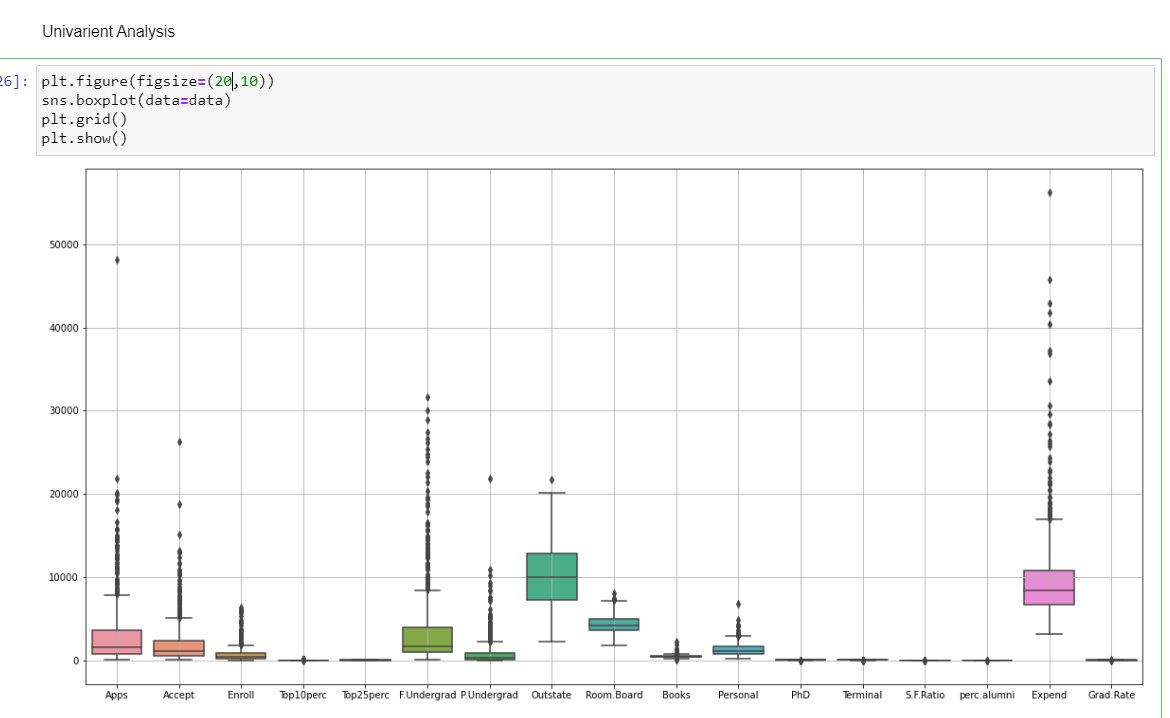 Univarient Analysis
26]: plt.figure(figsize=(20,10))
sns.boxplot(data=data)
plt.grid()
plt.show()
50000
40000
30000
20000
10000
0
Apps Accept Enroll Top10perc Top25perc F.Undergrad P.Undergrad Outstate Room.Board Books Personal PhD Terminal S.F.Ratio perc.alumni Expend Grad.Rate